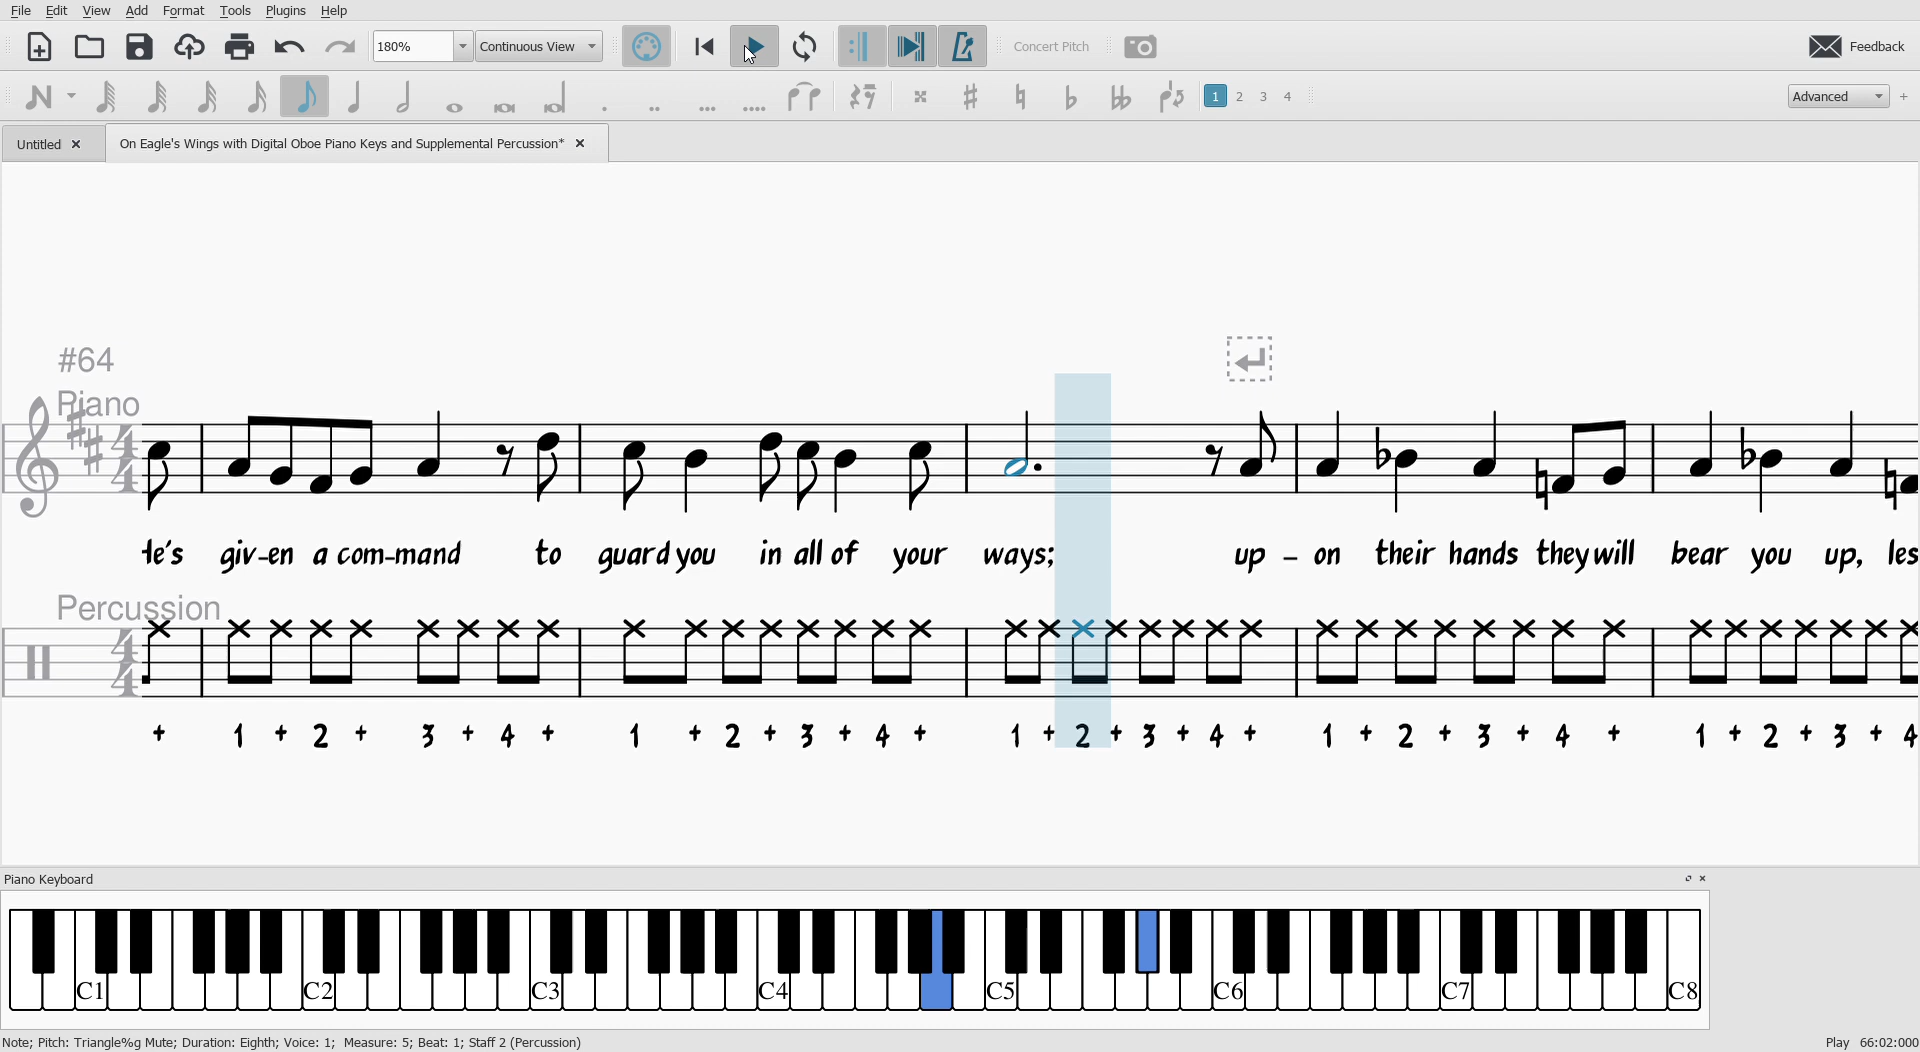 File Edit View Add Format Tools Plugins Help
180% Continuous View Concert Pitch Feedback
1 2 3 4 Advanced +
Untitled On Eagle's Wings with Digital Oboe Piano Keys and Supplemental Percussion*
#64
Piano
He's giv-en a com-mand to guard you in all of your ways; up - on their hands they will bear you up, les
Percussion
+ 1 + 2 + 3 + 4 + 1 + 2 + 3 + 4 + 1 + 2 + 3 + 4 + 1 + 2 + 3 + 4 + 1 + 2 + 3 + 4
Piano Keyboard
C1 C2 C3 C4 C5 C6 C7 C8
Note; Pitch: Triangle%g Mute; Duration: Eighth; Voice: 1; Measure: 5; Beat: 1; Staff 2 (Percussion) Play 66:02:000